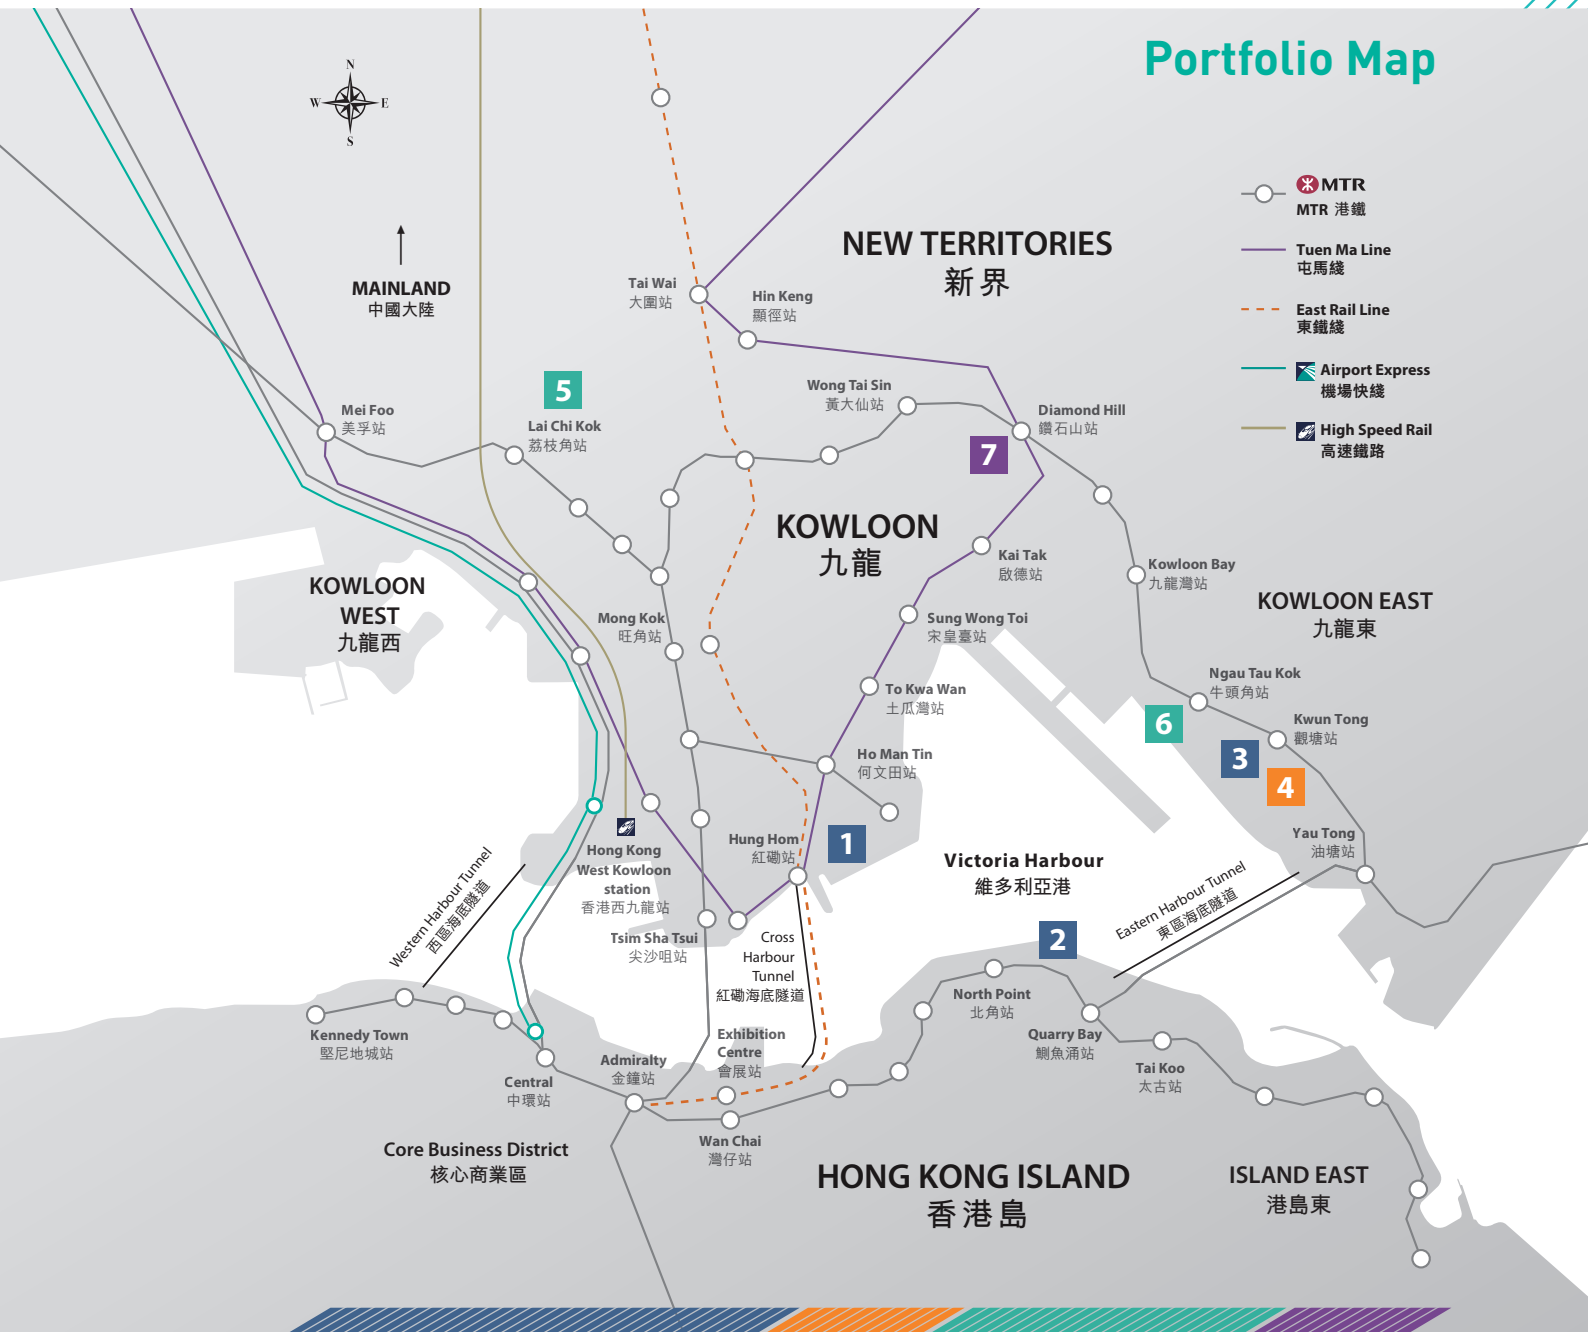 Portfolio Map
N
W
E
S
MTR
MTR 港鐵
Tuen Ma Line
屯馬綫
East Rail Line
東鐵綫
Airport Express
機場快綫
High Speed Rail
高速鐵路
MAINLAND
中國大陸
NEW TERRITORIES
新界
Tai Wai
大圍站
Hin Keng
顯徑站
Wong Tai Sin
黃大仙站
Diamond Hill
鑽石山站
Mei Foo
美孚站
5
Lai Chi Kok
荔枝角站
7
KOWLOON
九龍
Kai Tak
啟德站
Kowloon Bay
九龍灣站
KOWLOON
WEST
九龍西
KOWLOON EAST
九龍東
Mong Kok
旺角站
Sung Wong Toi
宋皇臺站
To Kwa Wan
土瓜灣站
Ngau Tau Kok
牛頭角站
6
Kwun Tong
觀塘站
3
4
Ho Man Tin
何文田站
Hung Hom
紅磡站
1
Yau Tong
油塘站
Hong Kong
West Kowloon
station
香港西九龍站
Victoria Harbour
維多利亞港
Western Harbour Tunnel
西區海底隧道
Eastern Harbour Tunnel
東區海底隧道
Tsim Sha Tsui
尖沙咀站
Cross
Harbour
Tunnel
紅磡海底隧道
2
North Point
北角站
Kennedy Town
堅尼地城站
Exhibition
Centre
會展站
Quarry Bay
鰂魚涌站
Admiralty
金鐘站
Tai Koo
太古站
Central
中環站
Wan Chai
灣仔站
Core Business District
核心商業區
HONG KONG ISLAND
香港島
ISLAND EAST
港島東